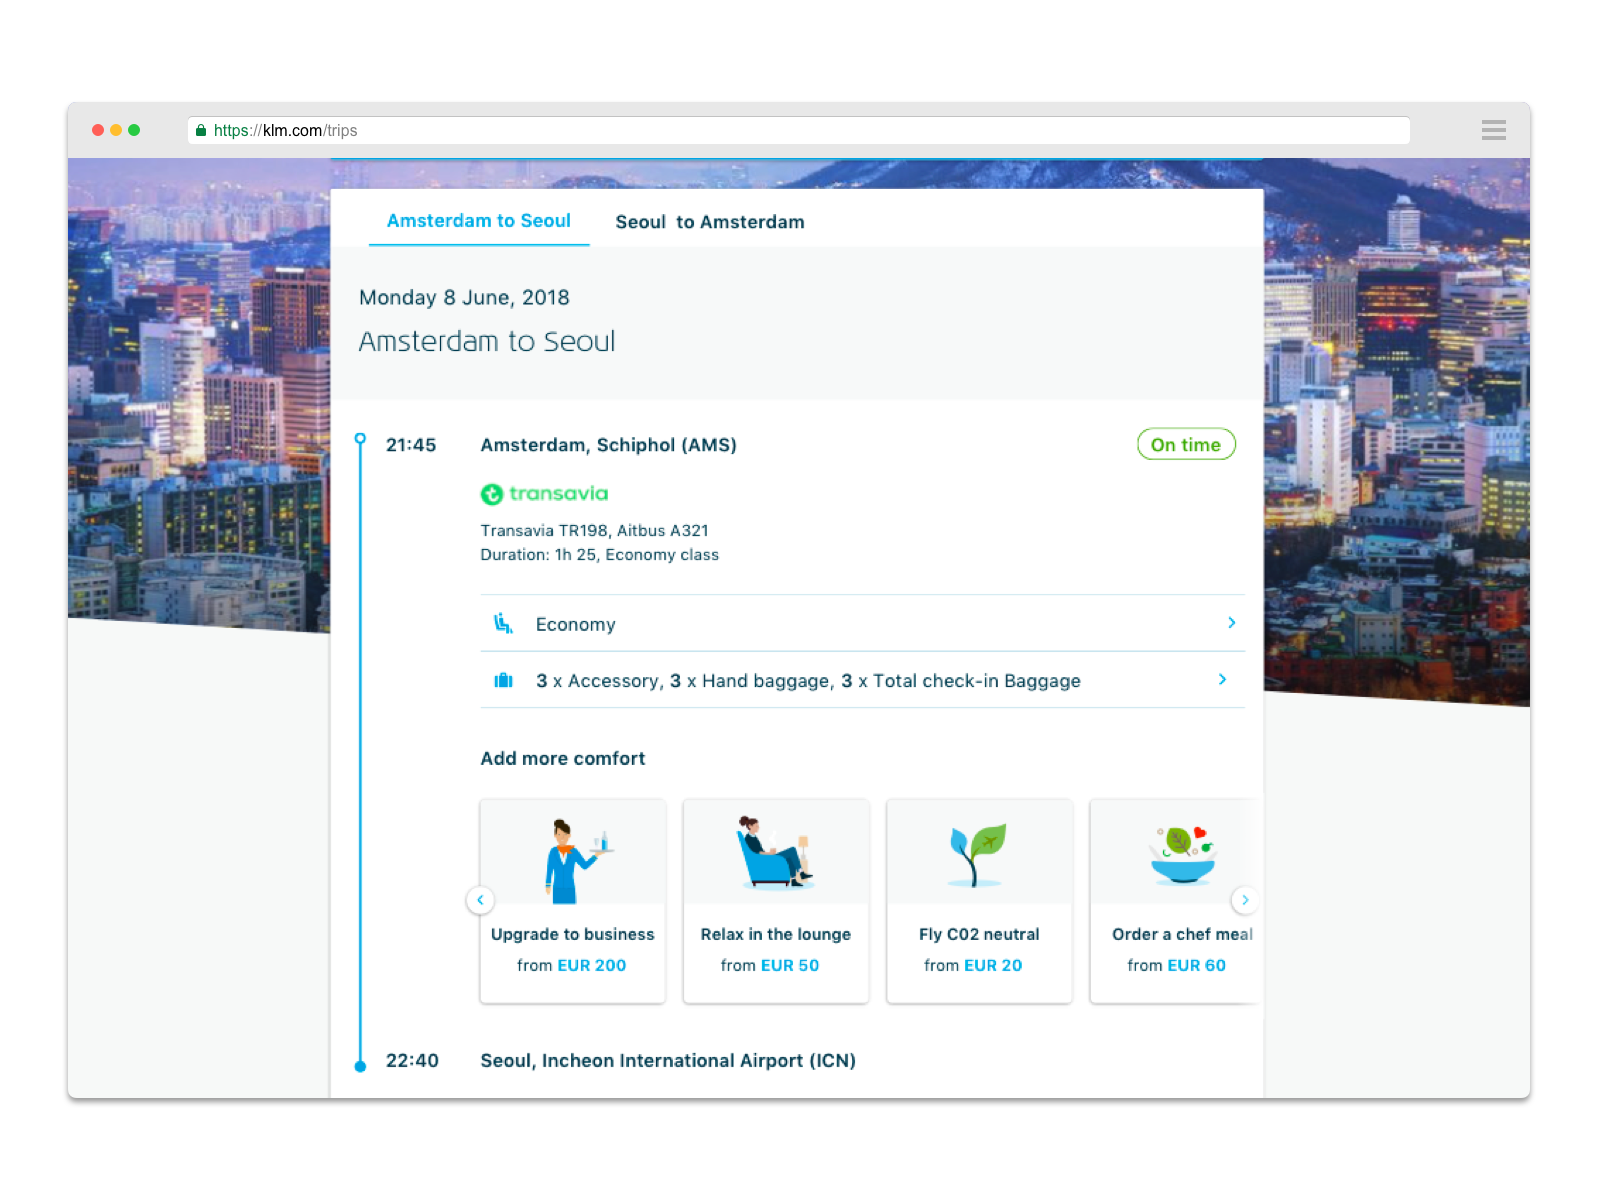 https://klm.com/trips
Amsterdam to Seoul
Seoul to Amsterdam
Monday 8 June, 2018
Amsterdam to Seoul
21:45
Amsterdam, Schiphol (AMS)
On time
transavia
Transavia TR198, Aitbus A321
Duration: 1h 25, Economy class
Economy
3 x Accessory, 3 x Hand baggage, 3 x Total check-in Baggage
Add more comfort
Upgrade to business
from EUR 200
Relax in the lounge
from EUR 50
Fly C02 neutral
from EUR 20
Order a chef meal
from EUR 60
22:40
Seoul, Incheon International Airport (ICN)